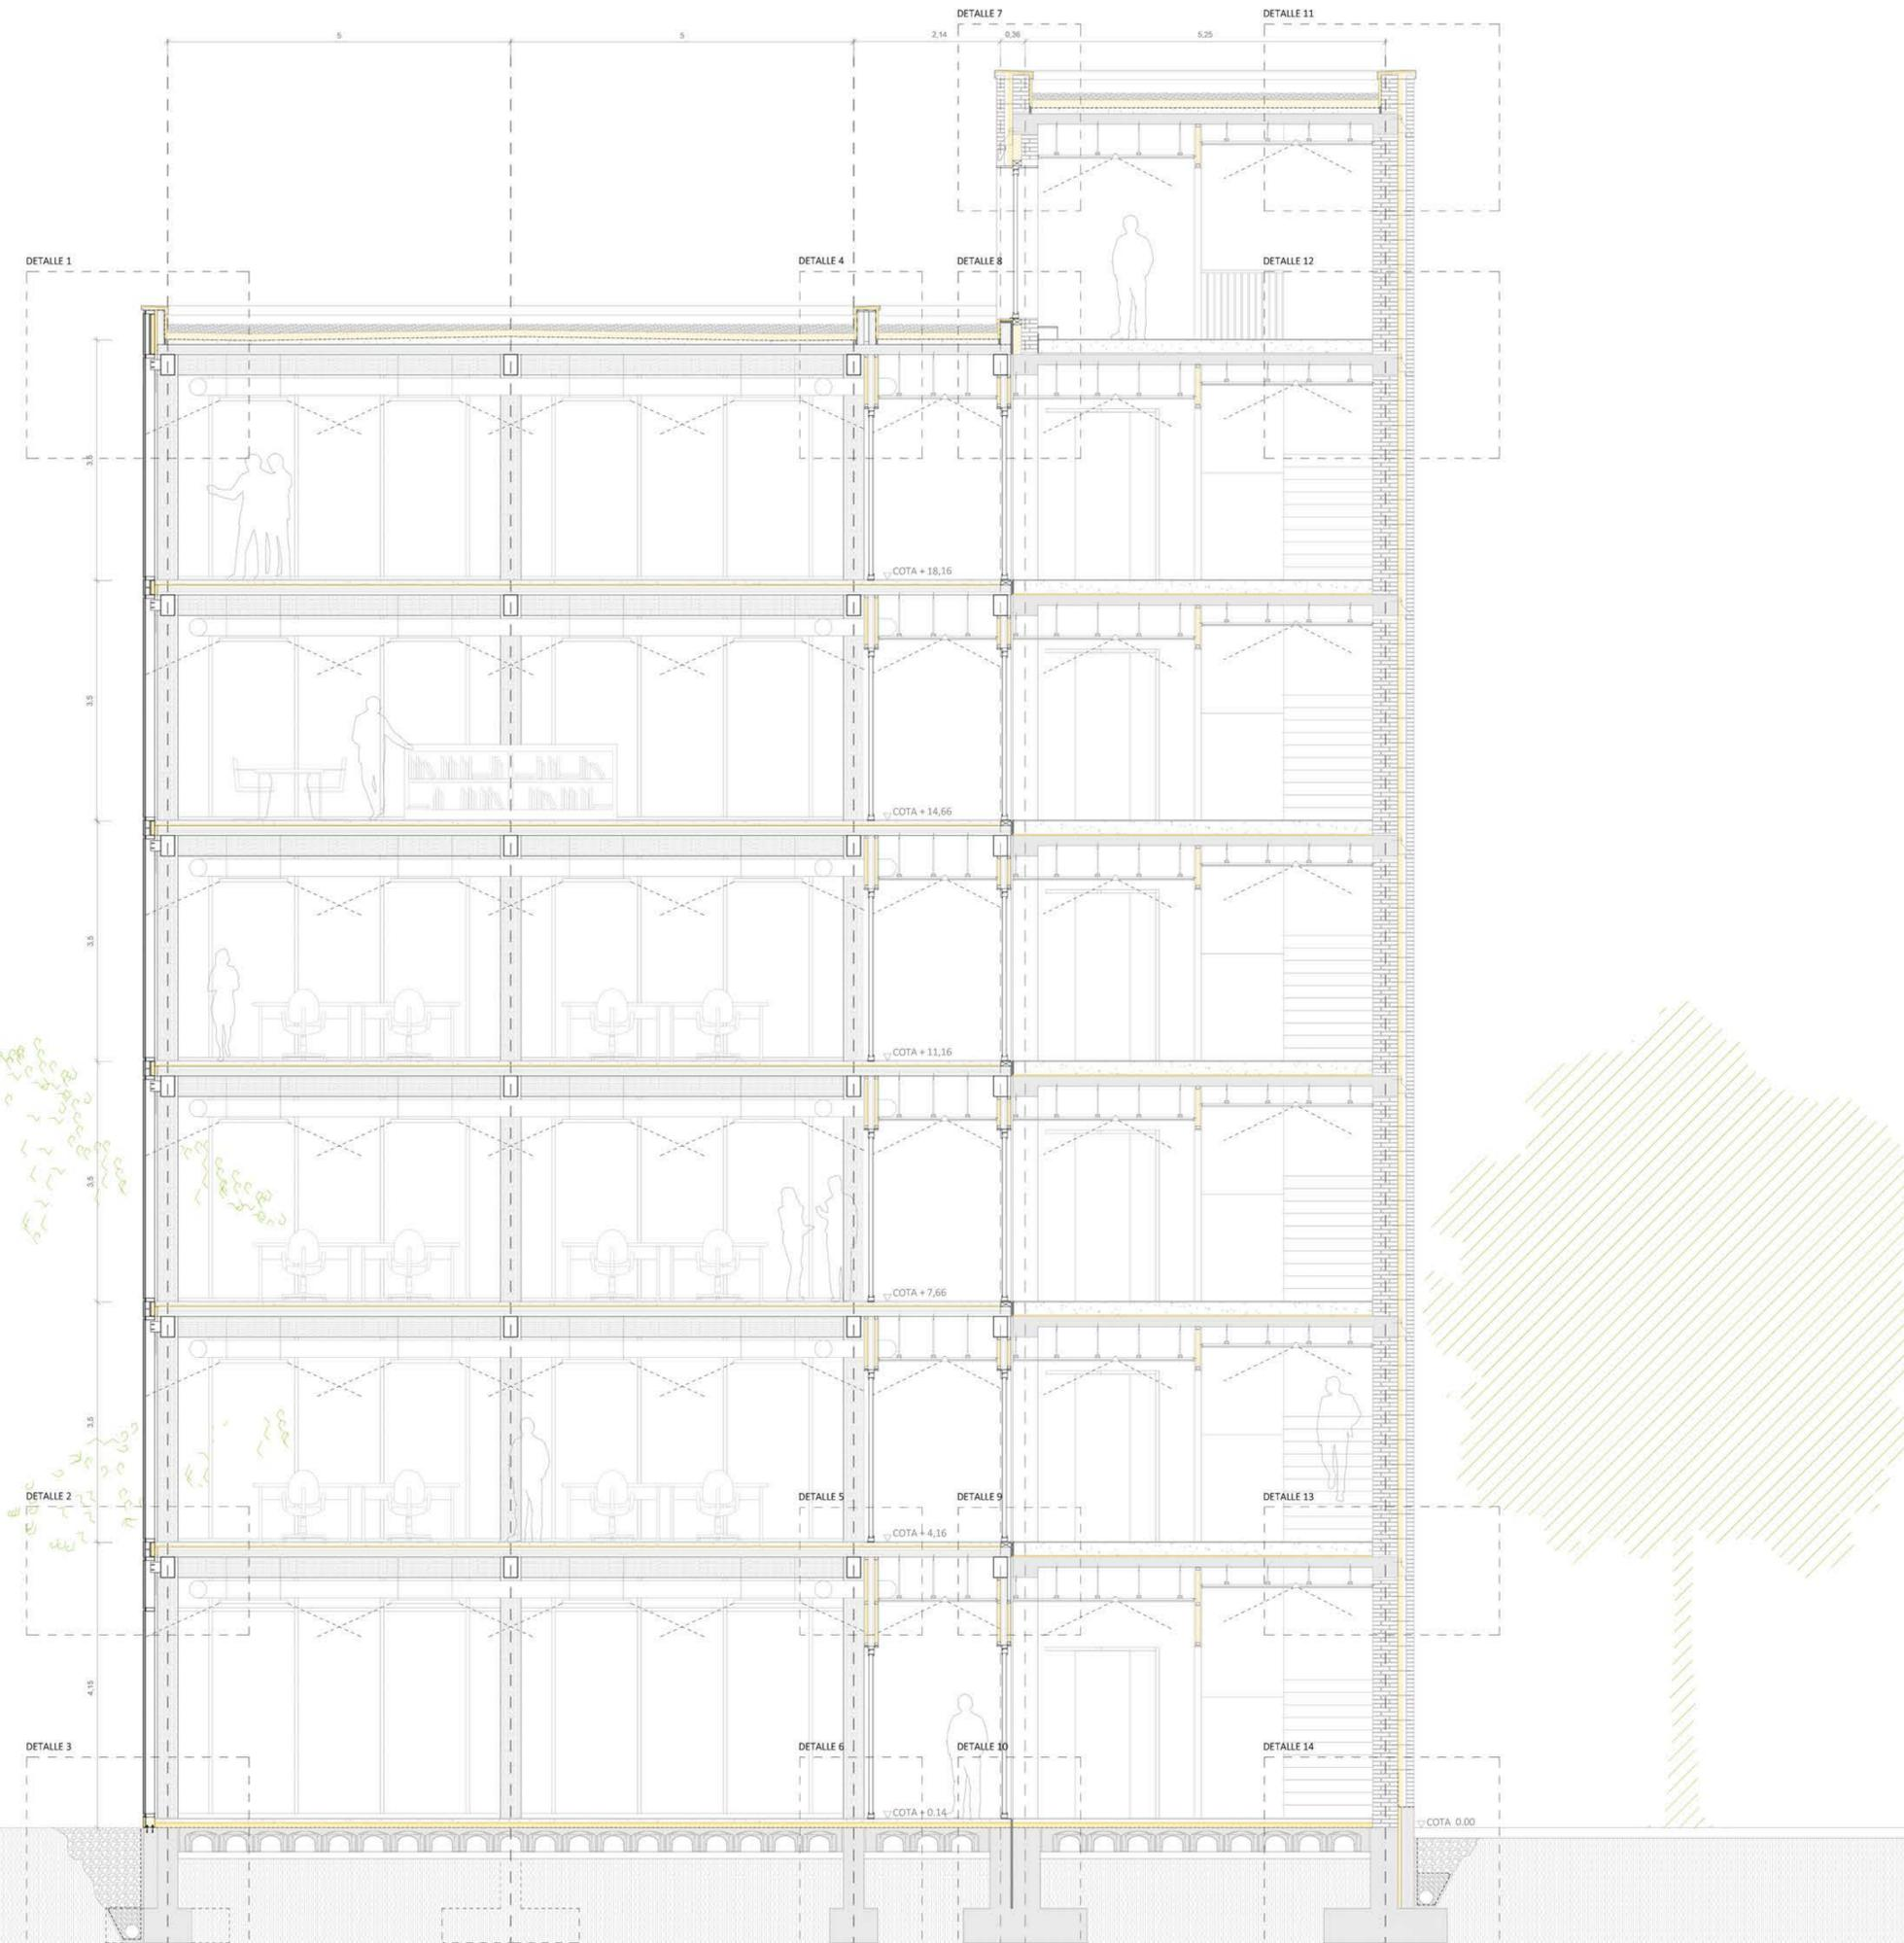 DETALLE 7
DETALLE 11
5
5
2,14
0,36
5,25
DETALLE 1
DETALLE 4
DETALLE 8
DETALLE 12
3,5
COTA + 18,16
3,5
COTA + 14,66
3,5
COTA + 11,16
3,5
COTA + 7,66
3,5
DETALLE 2
DETALLE 5
DETALLE 9
DETALLE 13
COTA + 4,16
4,15
DETALLE 3
DETALLE 6
DETALLE 10
DETALLE 14
COTA + 0.14
COTA 0.00